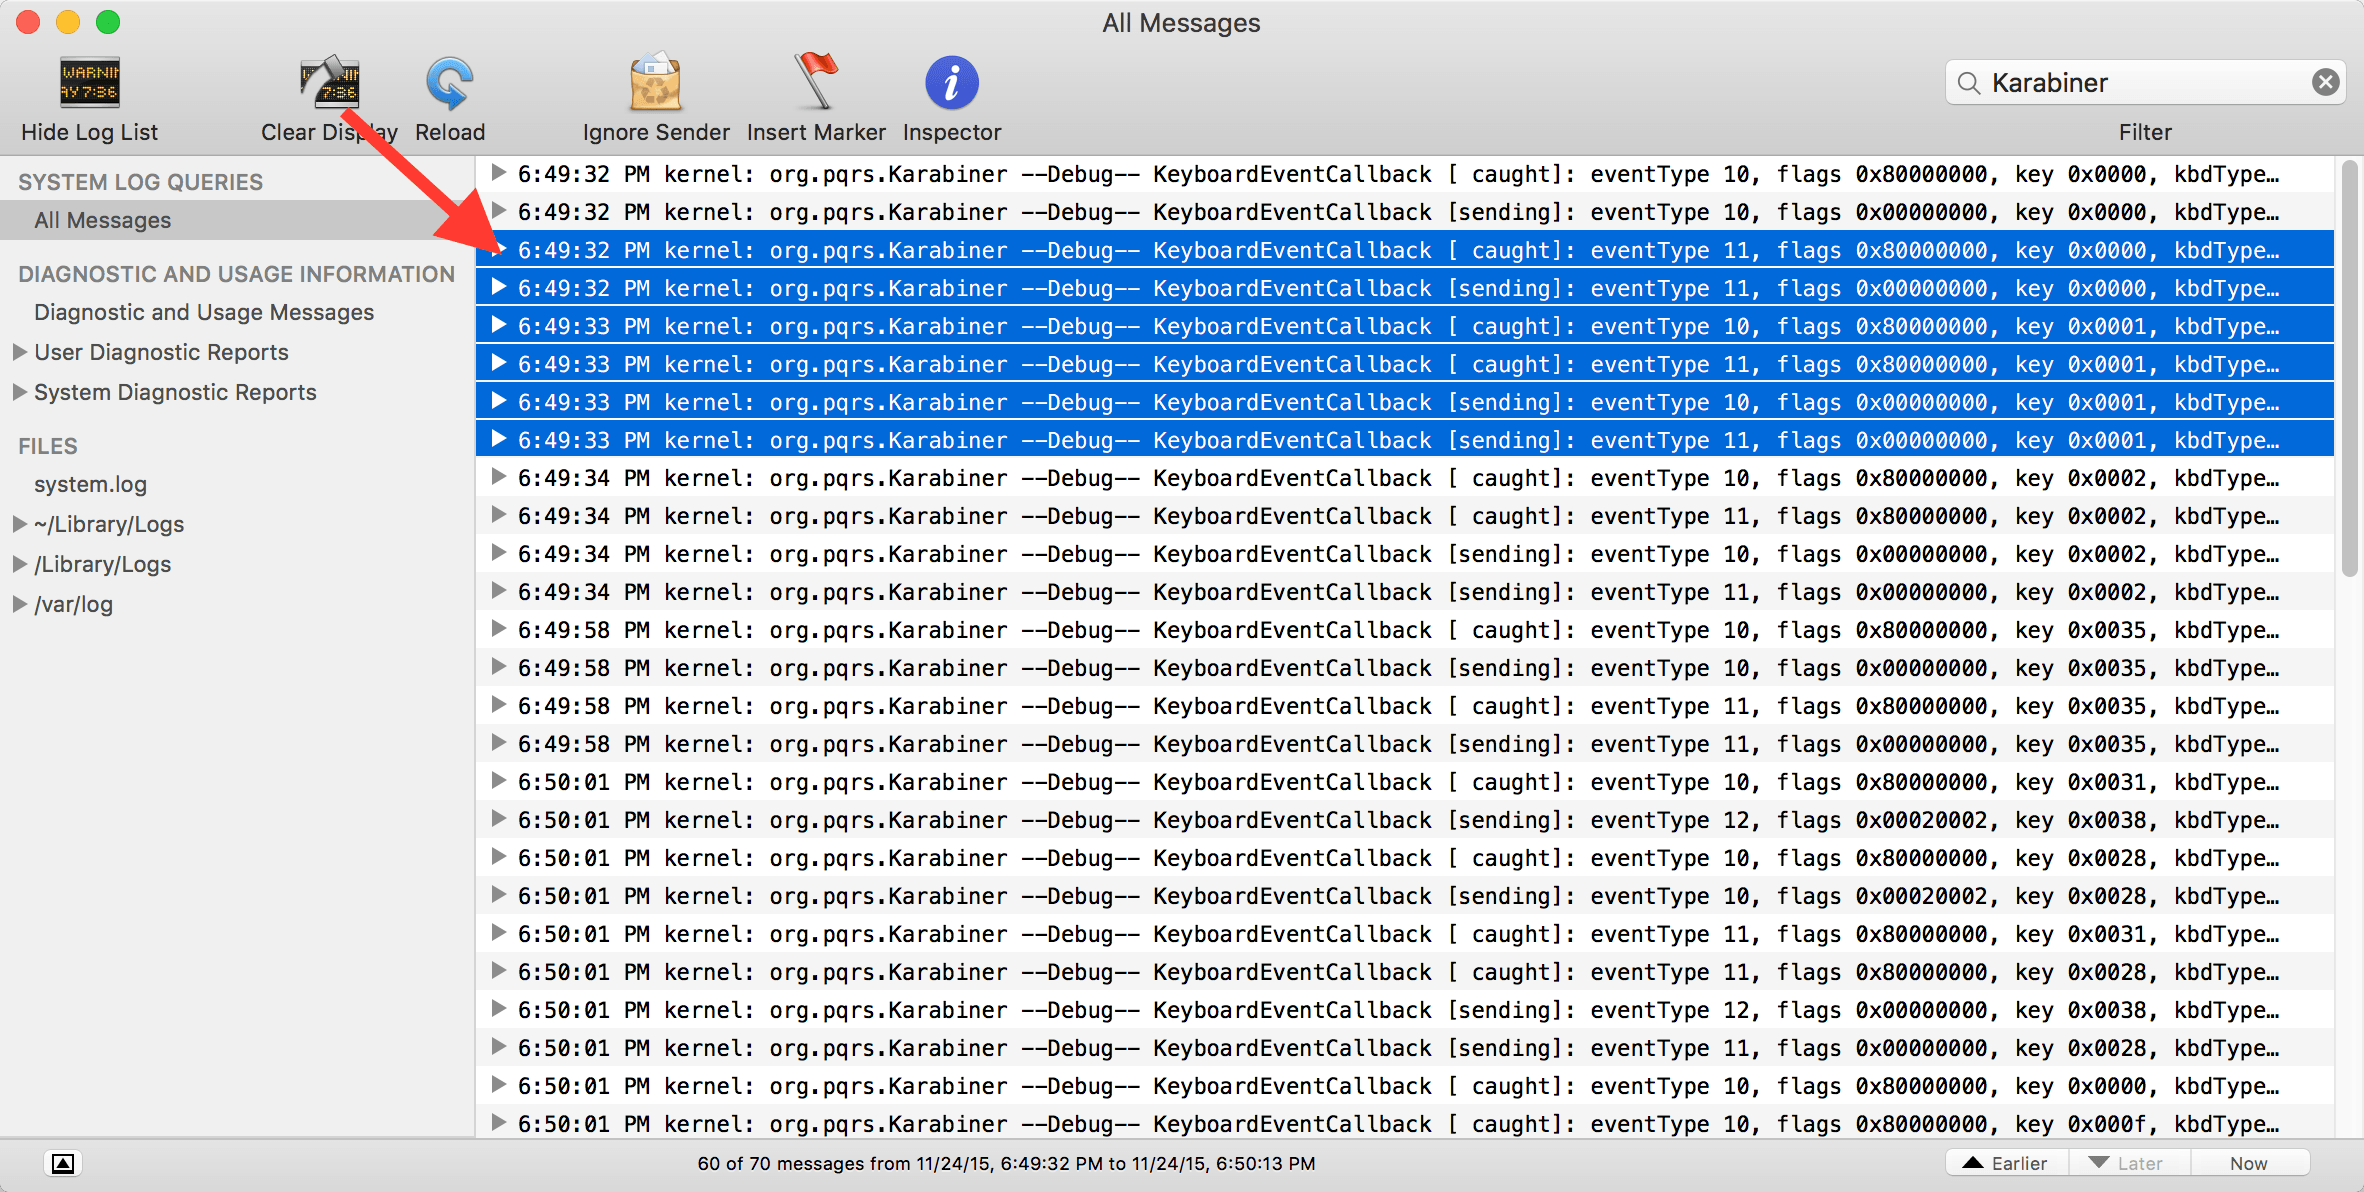 All Messages
WARNIN
AY 7:36
7:36
Karabiner
Hide Log List
Clear Display
Reload
Ignore Sender
Insert Marker
Inspector
Filter
SYSTEM LOG QUERIES
All Messages
DIAGNOSTIC AND USAGE INFORMATION
Diagnostic and Usage Messages
User Diagnostic Reports
System Diagnostic Reports
FILES
system.log
~/Library/Logs
/Library/Logs
/var/log
6:49:32 PM kernel: org.pqrs.Karabiner --Debug-- KeyboardEventCallback [ caught]: eventType 10, flags 0x80000000, key 0x0000, kbdType…
6:49:32 PM kernel: org.pqrs.Karabiner --Debug-- KeyboardEventCallback [sending]: eventType 10, flags 0x00000000, key 0x0000, kbdType…
6:49:32 PM kernel: org.pqrs.Karabiner --Debug-- KeyboardEventCallback [ caught]: eventType 11, flags 0x80000000, key 0x0000, kbdType…
6:49:32 PM kernel: org.pqrs.Karabiner --Debug-- KeyboardEventCallback [sending]: eventType 11, flags 0x00000000, key 0x0000, kbdType…
6:49:33 PM kernel: org.pqrs.Karabiner --Debug-- KeyboardEventCallback [ caught]: eventType 10, flags 0x80000000, key 0x0001, kbdType…
6:49:33 PM kernel: org.pqrs.Karabiner --Debug-- KeyboardEventCallback [ caught]: eventType 11, flags 0x80000000, key 0x0001, kbdType…
6:49:33 PM kernel: org.pqrs.Karabiner --Debug-- KeyboardEventCallback [sending]: eventType 10, flags 0x00000000, key 0x0001, kbdType…
6:49:33 PM kernel: org.pqrs.Karabiner --Debug-- KeyboardEventCallback [sending]: eventType 11, flags 0x00000000, key 0x0001, kbdType…
6:49:34 PM kernel: org.pqrs.Karabiner --Debug-- KeyboardEventCallback [ caught]: eventType 10, flags 0x80000000, key 0x0002, kbdType…
6:49:34 PM kernel: org.pqrs.Karabiner --Debug-- KeyboardEventCallback [ caught]: eventType 11, flags 0x80000000, key 0x0002, kbdType…
6:49:34 PM kernel: org.pqrs.Karabiner --Debug-- KeyboardEventCallback [sending]: eventType 10, flags 0x00000000, key 0x0002, kbdType…
6:49:34 PM kernel: org.pqrs.Karabiner --Debug-- KeyboardEventCallback [sending]: eventType 11, flags 0x00000000, key 0x0002, kbdType…
6:49:58 PM kernel: org.pqrs.Karabiner --Debug-- KeyboardEventCallback [ caught]: eventType 10, flags 0x80000000, key 0x0035, kbdType…
6:49:58 PM kernel: org.pqrs.Karabiner --Debug-- KeyboardEventCallback [sending]: eventType 10, flags 0x00000000, key 0x0035, kbdType…
6:49:58 PM kernel: org.pqrs.Karabiner --Debug-- KeyboardEventCallback [ caught]: eventType 11, flags 0x80000000, key 0x0035, kbdType…
6:49:58 PM kernel: org.pqrs.Karabiner --Debug-- KeyboardEventCallback [sending]: eventType 11, flags 0x00000000, key 0x0035, kbdType…
6:50:01 PM kernel: org.pqrs.Karabiner --Debug-- KeyboardEventCallback [ caught]: eventType 10, flags 0x80000000, key 0x0031, kbdType…
6:50:01 PM kernel: org.pqrs.Karabiner --Debug-- KeyboardEventCallback [sending]: eventType 12, flags 0x00020002, key 0x0038, kbdType…
6:50:01 PM kernel: org.pqrs.Karabiner --Debug-- KeyboardEventCallback [ caught]: eventType 10, flags 0x80000000, key 0x0028, kbdType…
6:50:01 PM kernel: org.pqrs.Karabiner --Debug-- KeyboardEventCallback [sending]: eventType 10, flags 0x00020002, key 0x0028, kbdType…
6:50:01 PM kernel: org.pqrs.Karabiner --Debug-- KeyboardEventCallback [ caught]: eventType 11, flags 0x80000000, key 0x0031, kbdType…
6:50:01 PM kernel: org.pqrs.Karabiner --Debug-- KeyboardEventCallback [ caught]: eventType 11, flags 0x80000000, key 0x0028, kbdType…
6:50:01 PM kernel: org.pqrs.Karabiner --Debug-- KeyboardEventCallback [sending]: eventType 12, flags 0x00000000, key 0x0038, kbdType…
6:50:01 PM kernel: org.pqrs.Karabiner --Debug-- KeyboardEventCallback [sending]: eventType 11, flags 0x00000000, key 0x0028, kbdType…
6:50:01 PM kernel: org.pqrs.Karabiner --Debug-- KeyboardEventCallback [ caught]: eventType 10, flags 0x80000000, key 0x0000, kbdType…
6:50:01 PM kernel: org.pqrs.Karabiner --Debug-- KeyboardEventCallback [ caught]: eventType 10, flags 0x80000000, key 0x000f, kbdType…
60 of 70 messages from 11/24/15, 6:49:32 PM to 11/24/15, 6:50:13 PM
Earlier
Later
Now